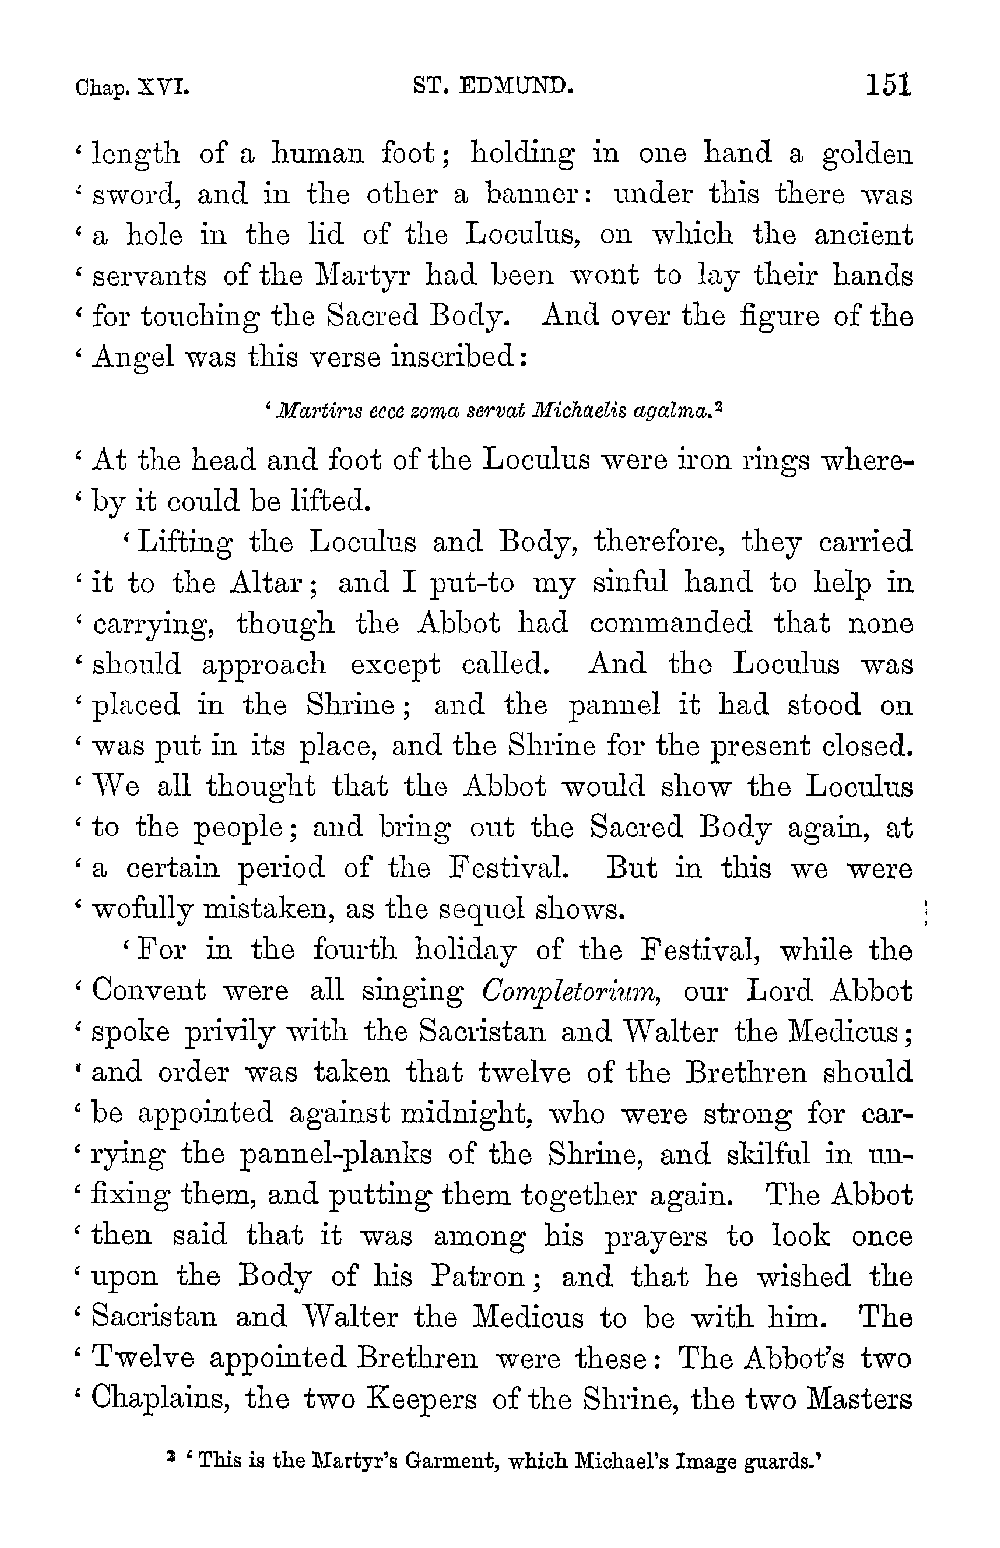 Chap. XVI. ST. EDMUND. 151
‘ length of a human foot; holding in one hand a golden
‘ sword, and in the other a banner: under this there was
‘ a hole in the lid of the Loculus, on which the ancient
‘ servants of the Martyr had been wont to lay their hands
‘ for touching the Sacred Body. And over the figure of the
‘ Angel was this verse inscribed:
‘ Martiris ecce zoma servat Michaelis agalma.²
‘ At the head and foot of the Loculus were iron rings where-
‘ by it could be lifted.
‘ Lifting the Loculus and Body, therefore, they carried
‘ it to the Altar; and I put-to my sinful hand to help in
‘ carrying, though the Abbot had commanded that none
‘ should approach except called. And the Loculus was
‘ placed in the Shrine; and the pannel it had stood on
‘ was put in its place, and the Shrine for the present closed.
‘ We all thought that the Abbot would show the Loculus
‘ to the people; and bring out the Sacred Body again, at
‘ a certain period of the Festival. But in this we were
‘ wofully mistaken, as the sequel shows.
‘ For in the fourth holiday of the Festival, while the
‘ Convent were all singing Completorium, our Lord Abbot
‘ spoke privily with the Sacristan and Walter the Medicus;
‘ and order was taken that twelve of the Brethren should
‘ be appointed against midnight, who were strong for car-
‘ rying the pannel-planks of the Shrine, and skilful in un-
‘ fixing them, and putting them together again. The Abbot
‘ then said that it was among his prayers to look once
‘ upon the Body of his Patron; and that he wished the
‘ Sacristan and Walter the Medicus to be with him. The
‘ Twelve appointed Brethren were these: The Abbot’s two
‘ Chaplains, the two Keepers of the Shrine, the two Masters
² ‘ This is the Martyr’s Garment, which Michael’s Image guards.’